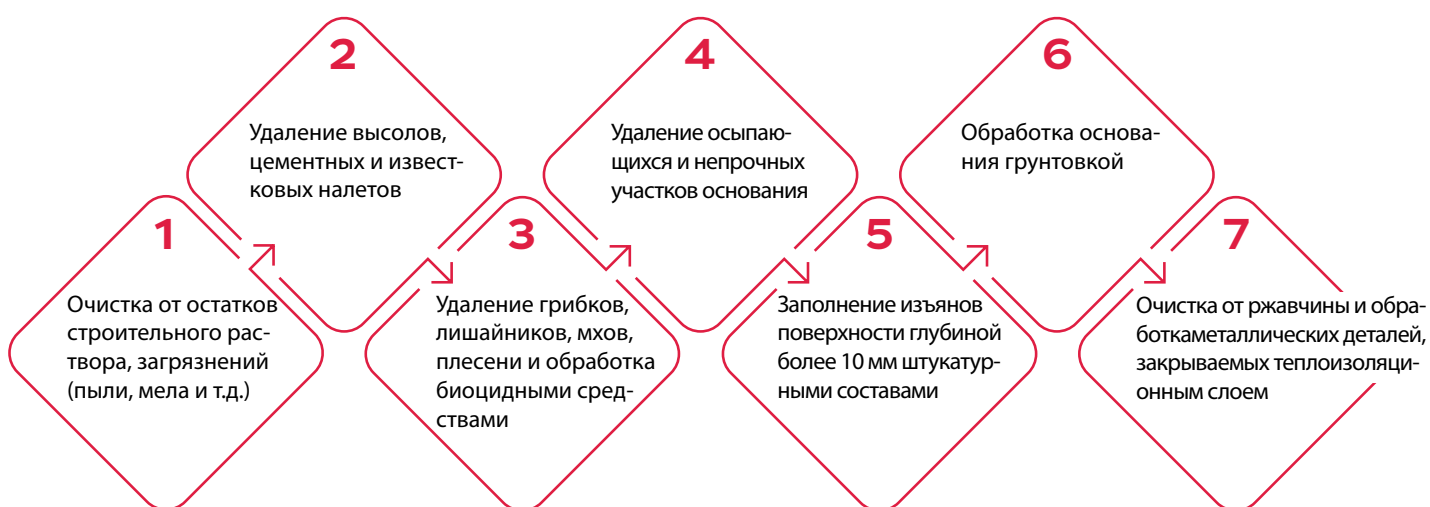 1
Очистка от остатков
строительного рас-
твора, загрязнений
(пыли, мела и т.д.)
2
Удаление высолов,
цементных и извест-
ковых налетов
3
Удаление грибков,
лишайников, мхов,
плесени и обработка
биоцидными сред-
ствами
4
Удаление осыпаю-
щихся и непрочных
участков основания
5
Заполнение изъянов
поверхности глубиной
более 10 мм штукатур-
ными составами
6
Обработка основа-
ния грунтовкой
7
Очистка от ржавчины и обра-
боткаметаллических деталей,
закрываемых теплоизоляци-
онным слоем